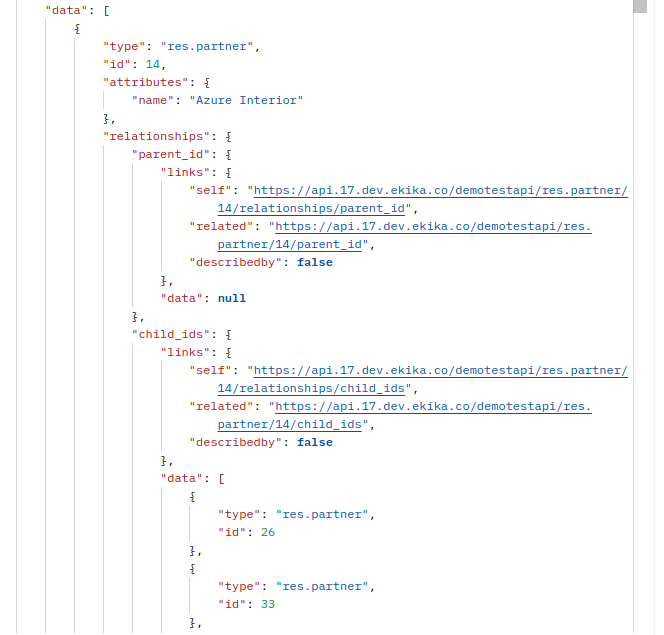 "data": [
{
"type": "res.partner",
"id": 14,
"attributes": {
"name": "Azure Interior"
},
"relationships": {
"parent_id": {
"links": {
"self": "https://api.17.dev.ekika.co/demotestapi/res.partner/
14/relationships/parent_id",
"related": "https://api.17.dev.ekika.co/demotestapi/res.
partner/14/parent_id",
"describedby": false
},
"data": null
},
"child_ids": {
"links": {
"self": "https://api.17.dev.ekika.co/demotestapi/res.partner/
14/relationships/child_ids",
"related": "https://api.17.dev.ekika.co/demotestapi/res.
partner/14/child_ids",
"describedby": false
},
"data": [
{
"type": "res.partner",
"id": 26
},
{
"type": "res.partner",
"id": 33
},